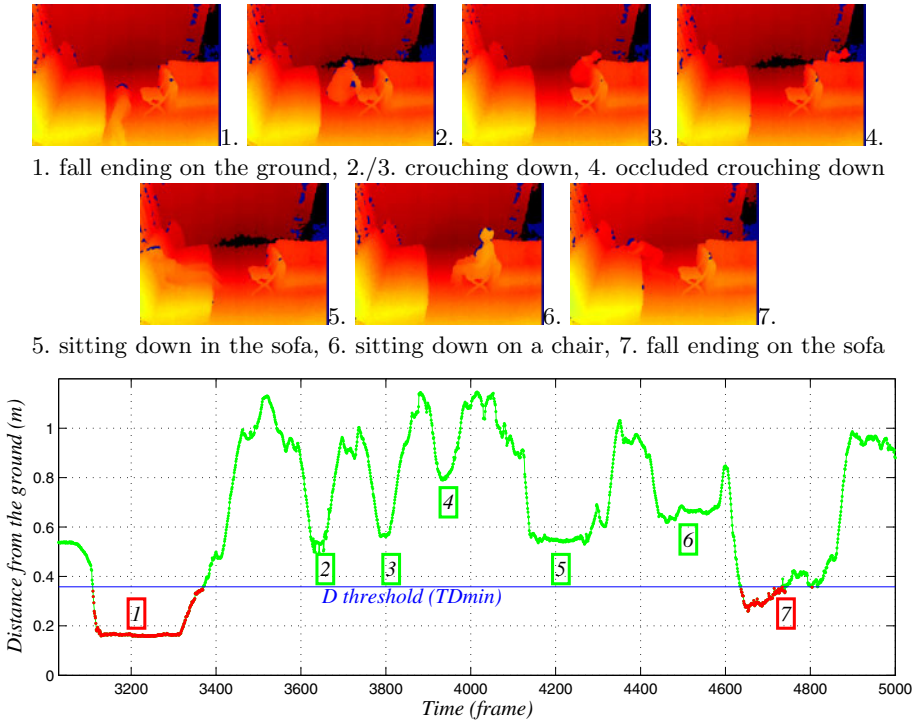 1. 2. 3. 4.
1. fall ending on the ground, 2./3. crouching down, 4. occluded crouching down
5. 6. 7.
5. sitting down in the sofa, 6. sitting down on a chair, 7. fall ending on the sofa
Distance from the ground (m)
1
0.8
0.6
0.4
0.2
0
4
2
3
5
6
D threshold (TDmin)
1
7
3200 3400 3600 3800 4000 4200 4400 4600 4800 5000
Time (frame)